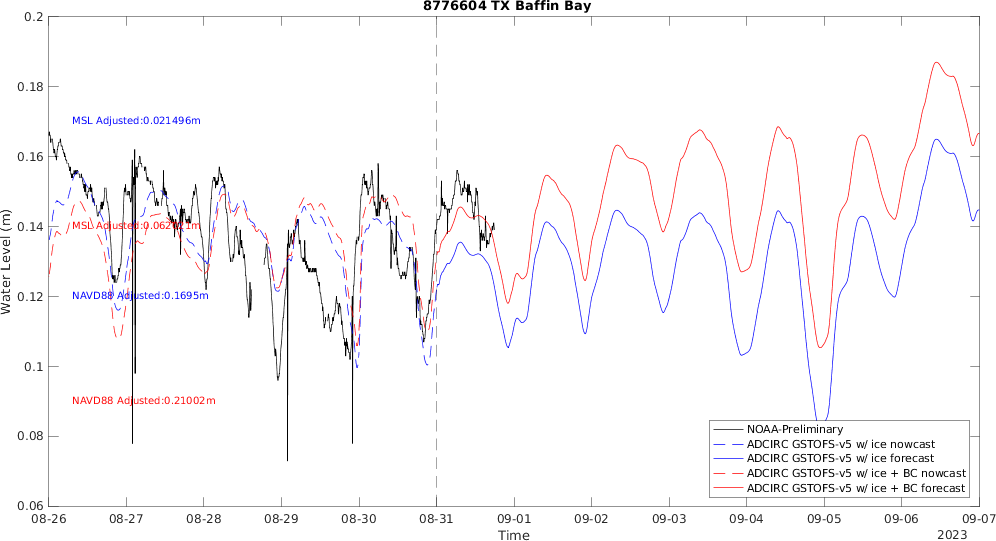 8776604 TX Baffin Bay
Water Level (m)
0.2
0.18
0.16
0.14
0.12
0.1
0.08
0.06
MSL Adjusted:0.021496m
MSL Adjusted:
NAVD88 Adjusted:0.1695m
NAVD88 Adjusted:0.21002m
NOAA-Preliminary
ADCIRC GSTOFS-v5 w/ ice nowcast
ADCIRC GSTOFS-v5 w/ ice forecast
ADCIRC GSTOFS-v5 w/ ice + BC nowcast
ADCIRC GSTOFS-v5 w/ ice + BC forecast
08-26 08-27 08-28 08-29 08-30 08-31 09-01 09-02 09-03 09-04 09-05 09-06 09-07
Time
2023